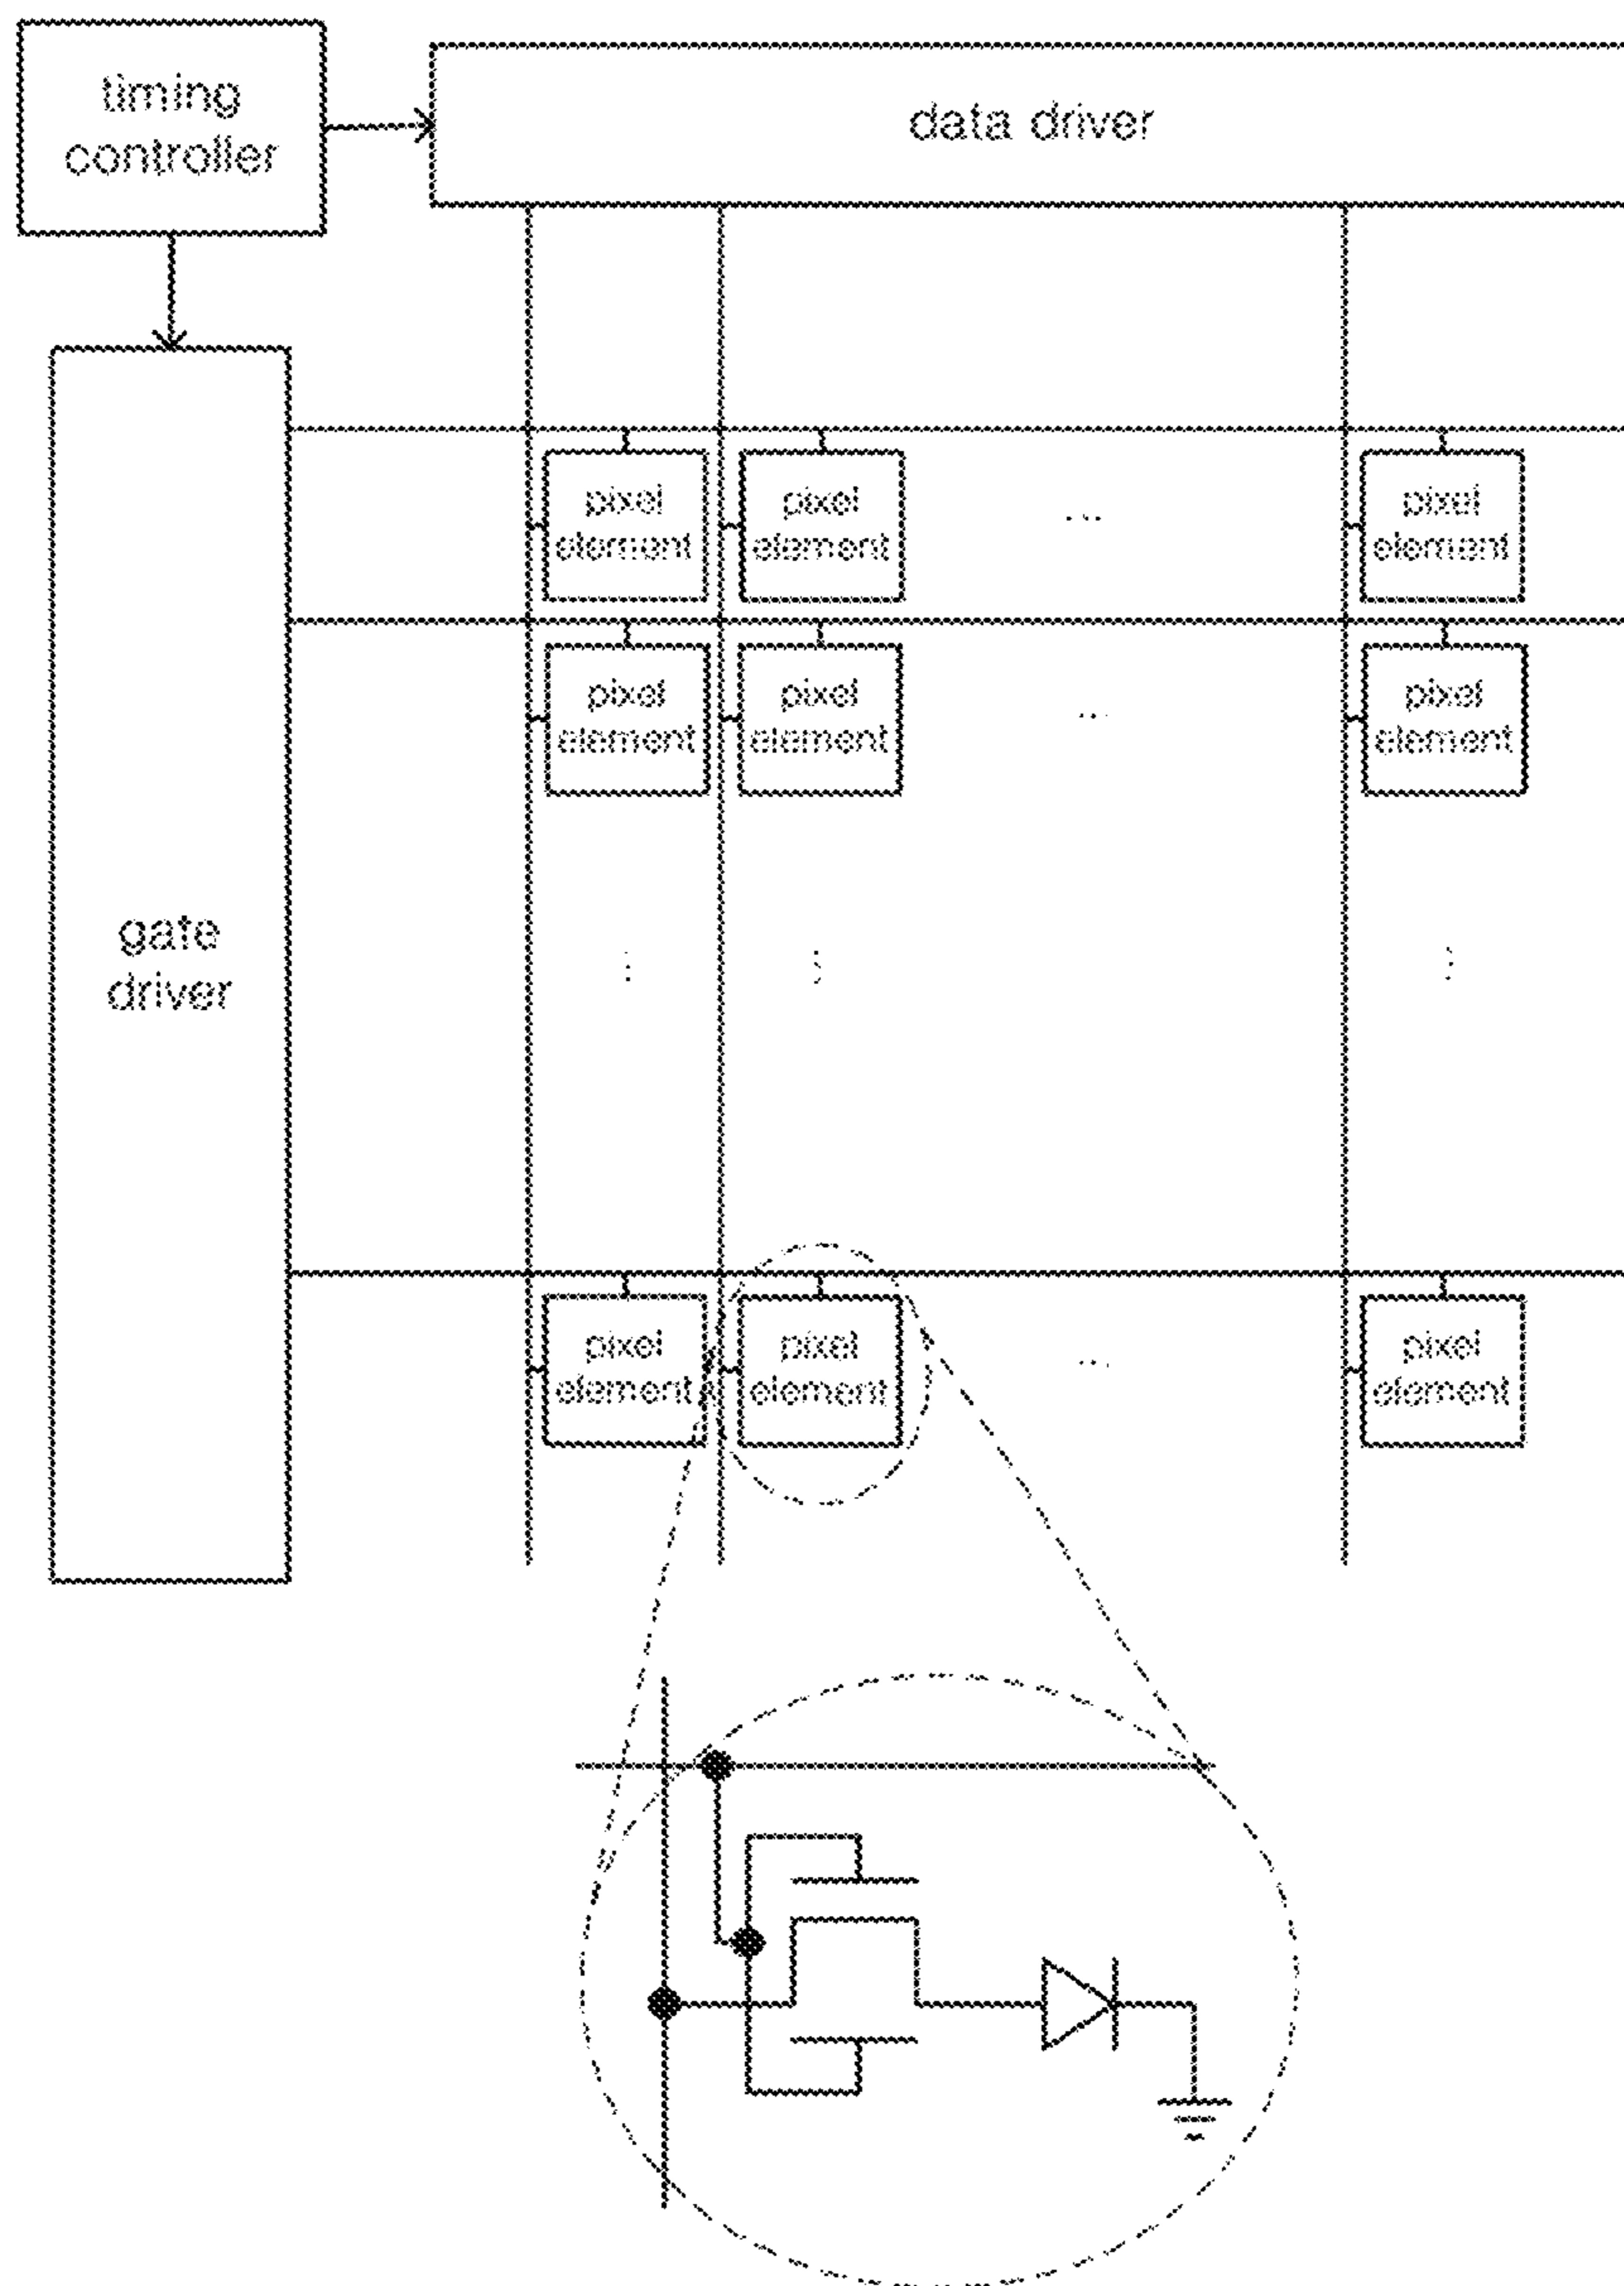 timing
controller
data driver
pixel
element
pixel
element
...
pixel
element
pixel
element
pixel
element
...
pixel
element
gate
driver
pixel
element
pixel
element
...
pixel
element